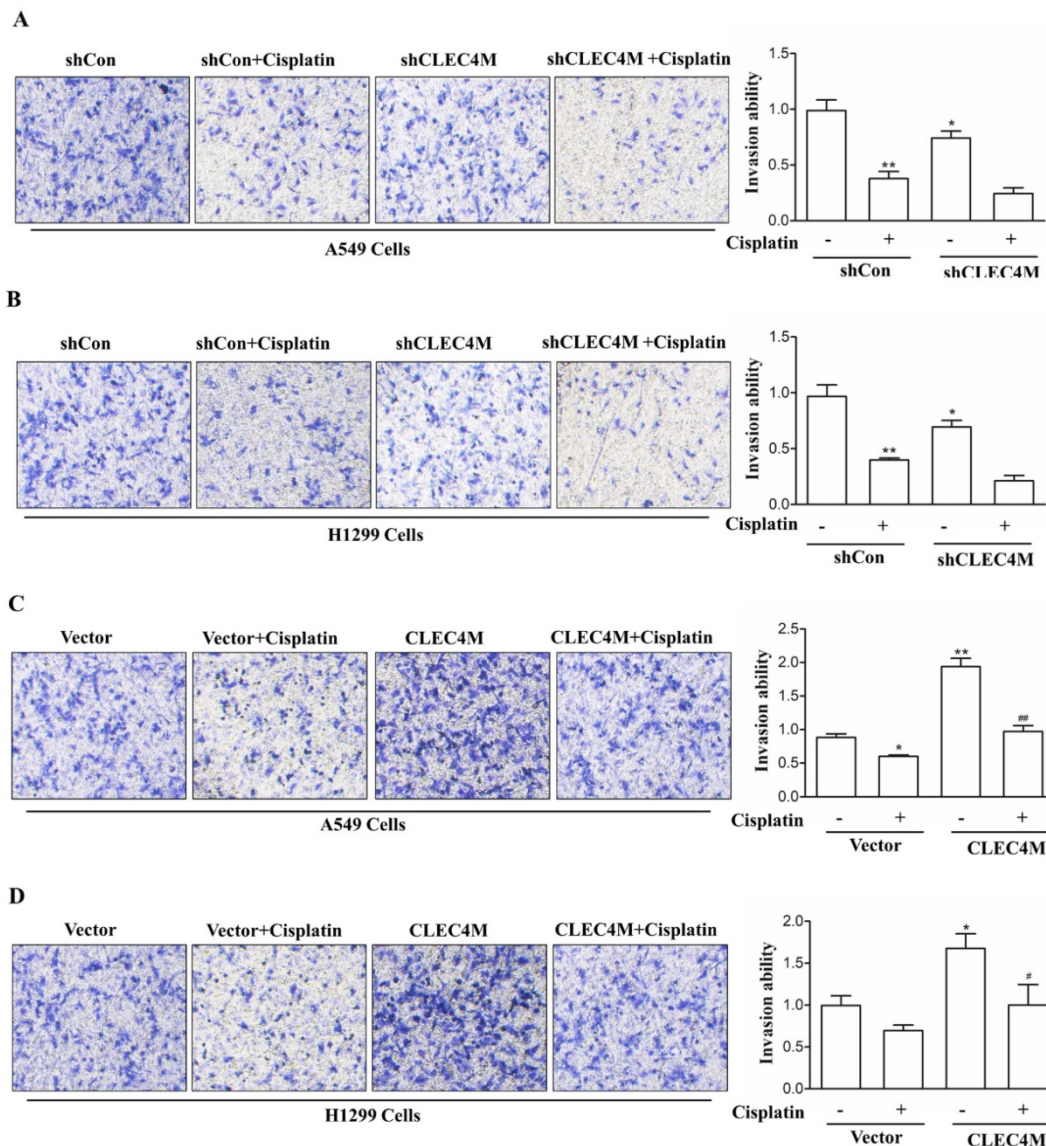 A
shCon shCon+Cisplatin shCLEC4M shCLEC4M +Cisplatin
A549 Cells
Invasion ability
1.5
1.0
0.5
0.0
Cisplatin - + - +
shCon shCLEC4M
* **
B
shCon shCon+Cisplatin shCLEC4M shCLEC4M +Cisplatin
H1299 Cells
Invasion ability
1.5
1.0
0.5
0.0
** *
Cisplatin - + - +
shCon shCLEC4M
C
Vector Vector+Cisplatin CLEC4M CLEC4M+Cisplatin
A549 Cells
Invasion ability
2.5
2.0
1.5
1.0
0.5
0.0
* ** ##
Cisplatin - + - +
Vector CLEC4M
D
Vector Vector+Cisplatin CLEC4M CLEC4M+Cisplatin
H1299 Cells
Invasion ability
2.0
1.5
1.0
0.5
0.0
* #
Cisplatin - + - +
Vector CLEC4M